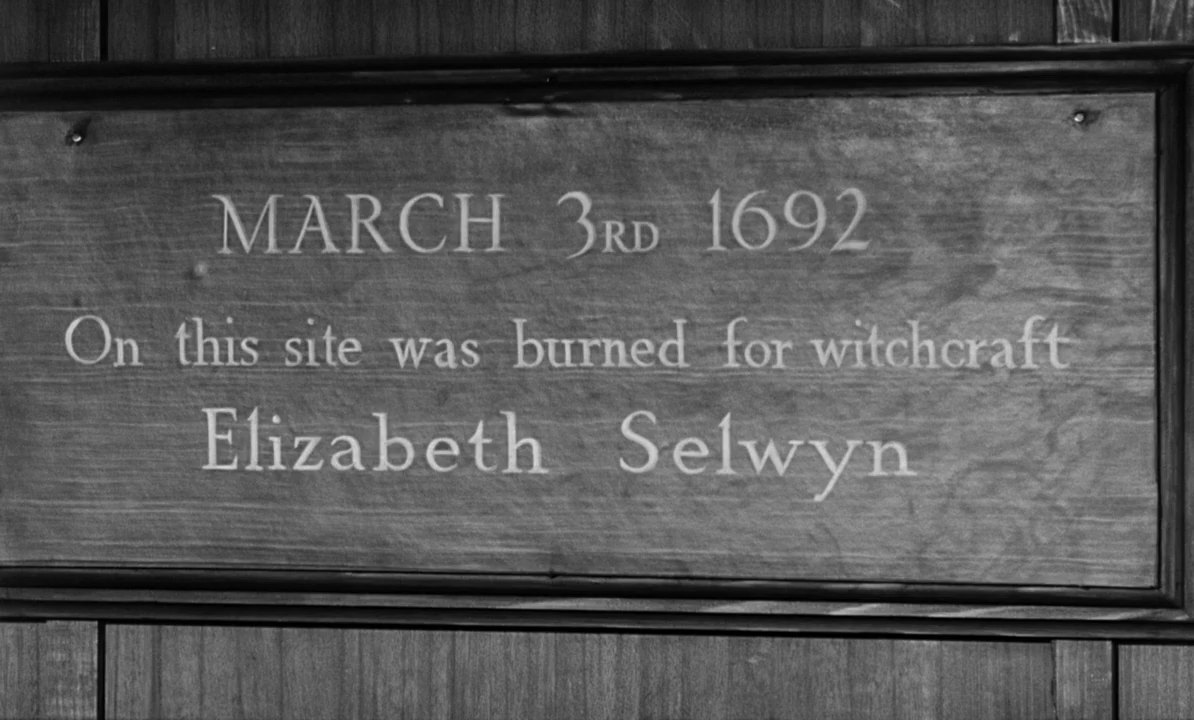 MARCH 3RD 1692
On this site was burned for witchcraft
Elizabeth Selwyn